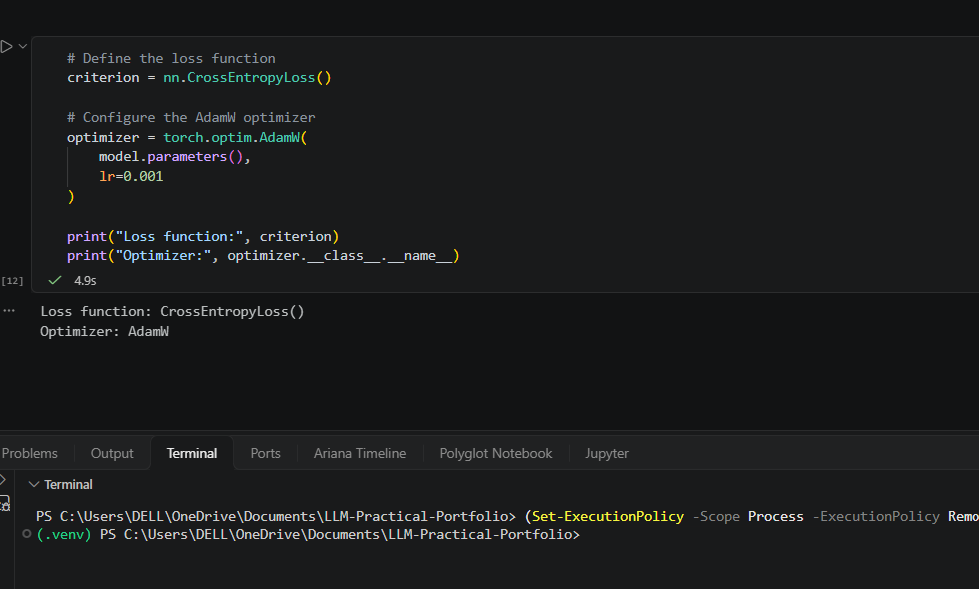 # Define the loss function
criterion = nn.CrossEntropyLoss()
# Configure the AdamW optimizer
optimizer = torch.optim.AdamW(
    model.parameters(),
    lr=0.001
)
print("Loss function:", criterion)
print("Optimizer:", optimizer.__class__.__name__)
[12] 4.9s
Loss function: CrossEntropyLoss()
Optimizer: AdamW
Problems Output Terminal Ports Ariana Timeline Polyglot Notebook Jupyter
Terminal
PS C:\Users\DELL\OneDrive\Documents\LLM-Practical-Portfolio> (Set-ExecutionPolicy -Scope Process -ExecutionPolicy Remo
(.venv) PS C:\Users\DELL\OneDrive\Documents\LLM-Practical-Portfolio>